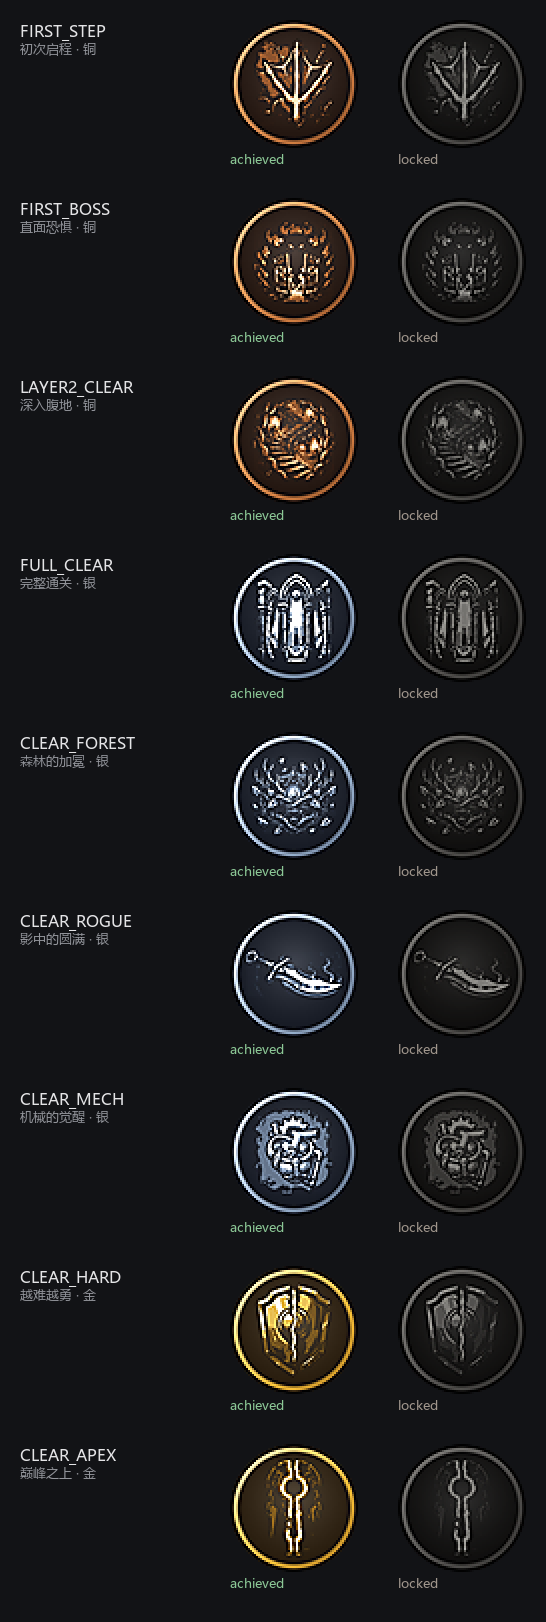 FIRST_STEP
初次启程 · 铜
achieved
locked
FIRST_BOSS
直面恐惧 · 铜
achieved
locked
LAYER2_CLEAR
深入腹地 · 铜
achieved
locked
FULL_CLEAR
完整通关 · 银
achieved
locked
CLEAR_FOREST
森林的加冕 · 银
achieved
locked
CLEAR_ROGUE
影中的圆满 · 银
achieved
locked
CLEAR_MECH
机械的觉醒 · 银
achieved
locked
CLEAR_HARD
越难越勇 · 金
achieved
locked
CLEAR_APEX
巅峰之上 · 金
achieved
locked